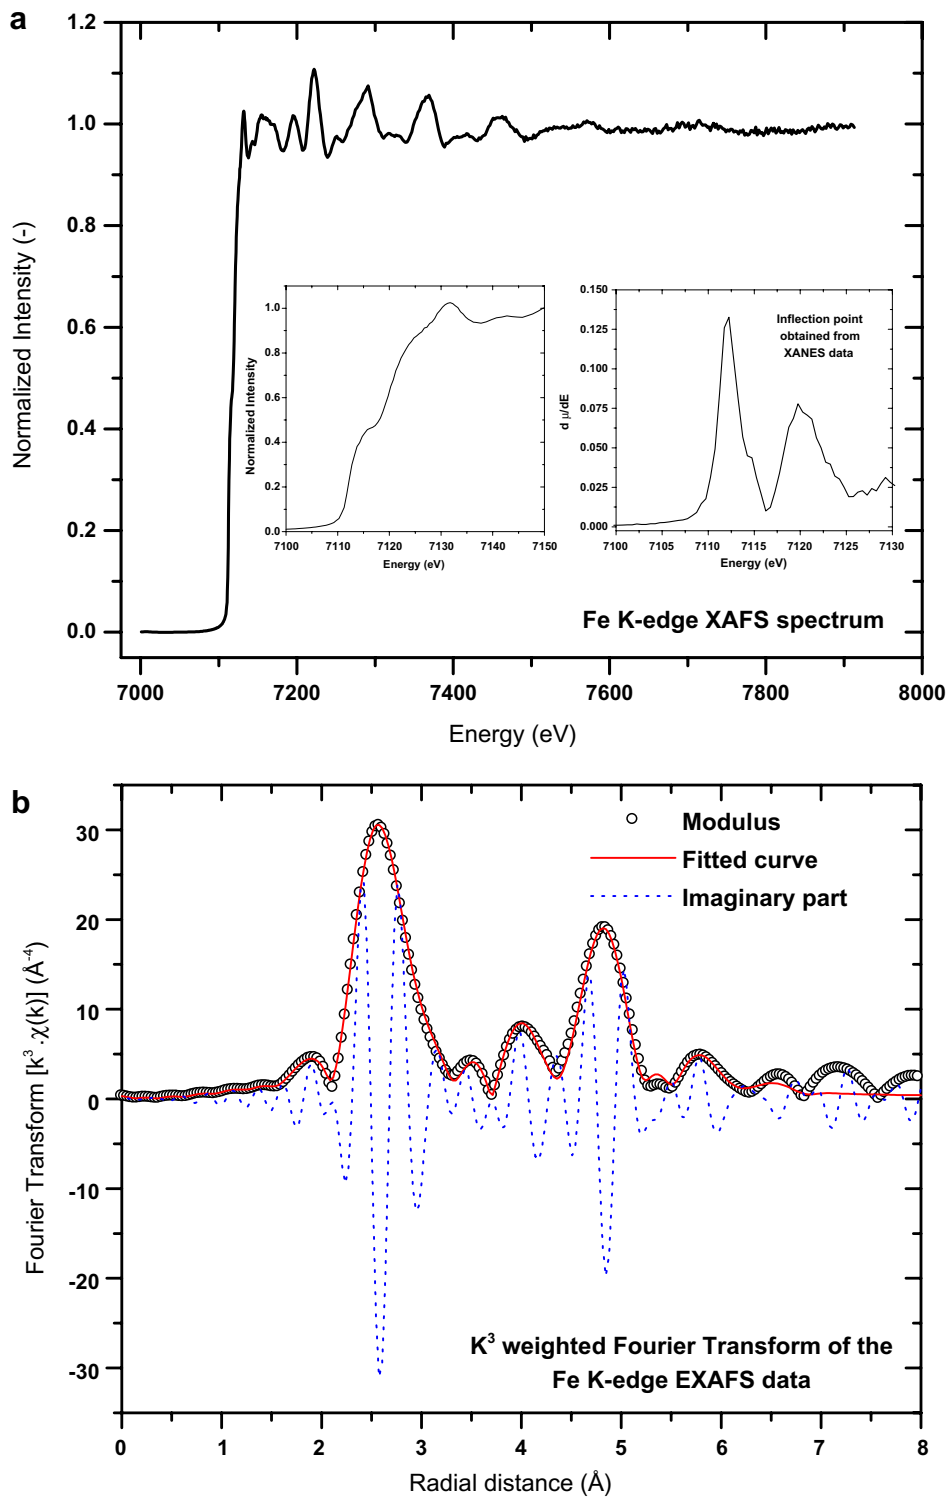 a
1.2
1.0
0.8
0.6
0.4
0.2
0.0
Normalized Intensity (-)
7000
7200
7400
7600
7800
8000
Energy (eV)
1.0
0.8
0.6
0.4
0.2
0.0
Normalized Intensity
7100
7110
7120
7130
7140
7150
Energy (eV)
0.150
0.125
0.100
0.075
0.050
0.025
0.000
d μ/dE
7100
7105
7110
7115
7120
7125
7130
Energy (eV)
Inflection point
obtained from
XANES data
Fe K-edge XAFS spectrum
b
30
20
10
0
-10
-20
-30
Fourier Transform [k³ .χ(k)] (Å⁻⁴)
0
1
2
3
4
5
6
7
8
Radial distance (Å)
Modulus
Fitted curve
Imaginary part
K³ weighted Fourier Transform of the
Fe K-edge EXAFS data